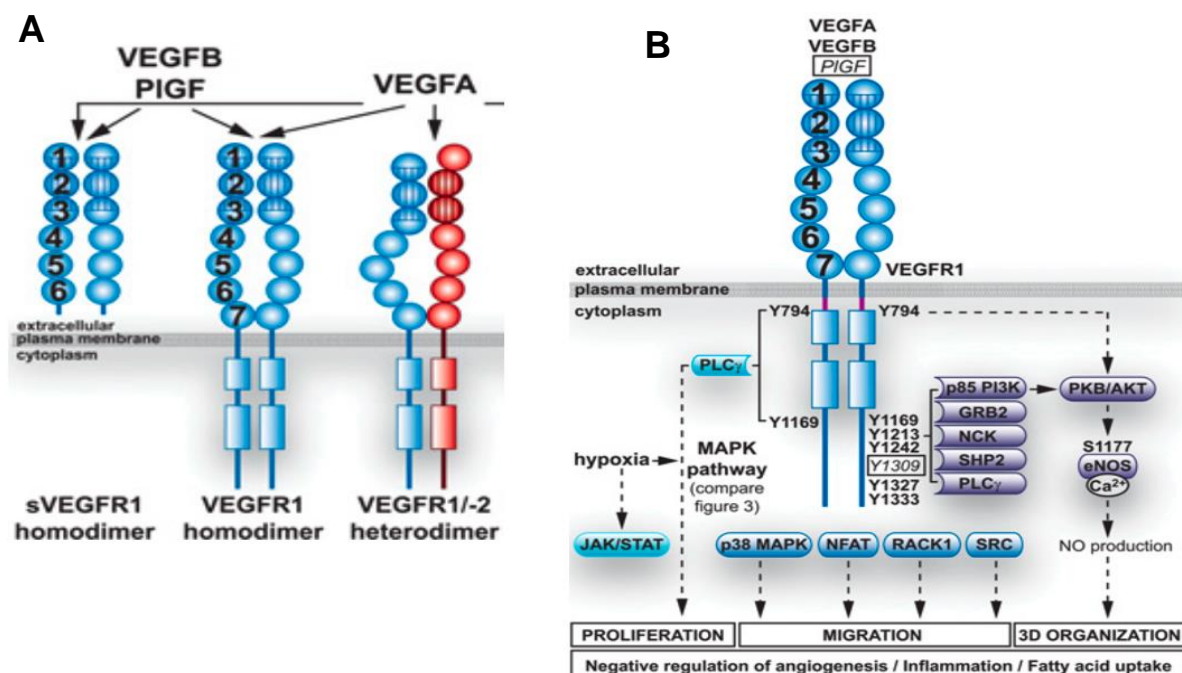 A
VEGFB
PIGF
VEGFA
1
2
3
4
5
6
1
2
3
4
5
6
7
extracellular
plasma membrane
cytoplasm
sVEGFR1
homodimer
VEGFR1
homodimer
VEGFR1/-2
heterodimer
B
VEGFA
VEGFB
PIGF
1
2
3
4
5
6
7
VEGFR1
extracellular
plasma membrane
cytoplasm
Y794
Y794
PLCγ
Y1169
p85 PI3K
GRB2
NCK
SHP2
PLCγ
Y1169
Y1213
Y1242
Y1309
Y1327
Y1333
PKB/AKT
S1177
eNOS
Ca²⁺
NO production
hypoxia
MAPK
pathway
(compare
figure 3)
JAK/STAT
p38 MAPK
NFAT
RACK1
SRC
PROLIFERATION
MIGRATION
3D ORGANIZATION
Negative regulation of angiogenesis / Inflammation / Fatty acid uptake